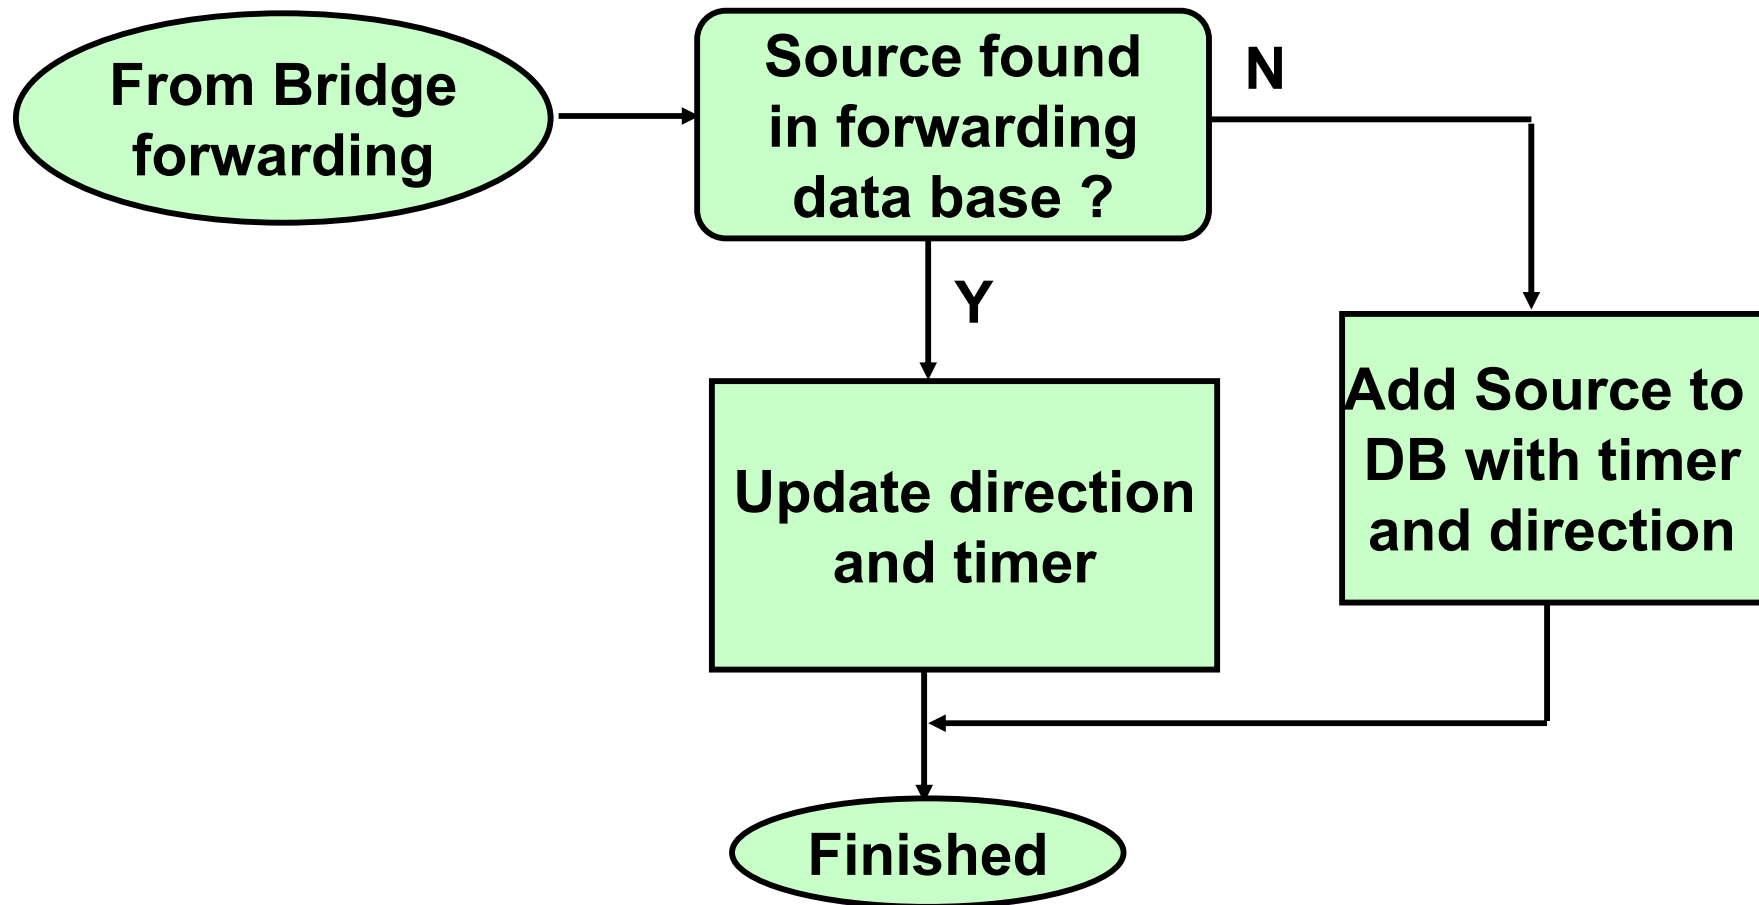 From Bridge
forwarding
Source found
in forwarding
data base ?
N
Y
Update direction
and timer
Add Source to
DB with timer
and direction
Finished